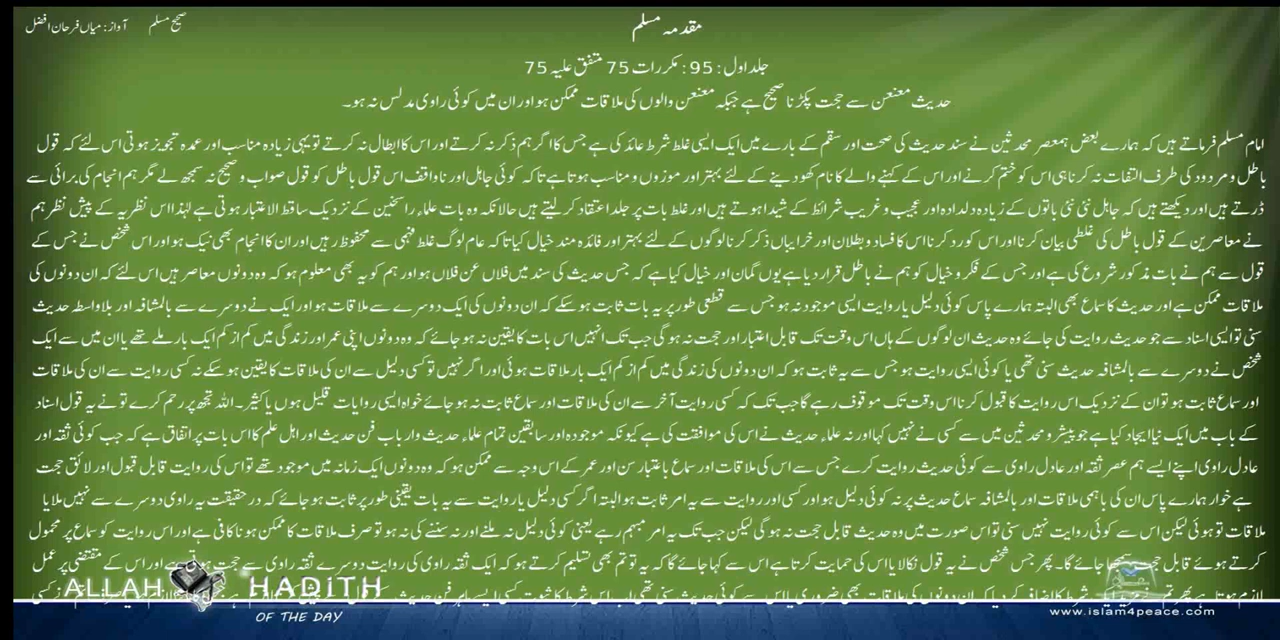 مقدمہ مسلم
صحیح مسلم    آواز: میاں فرحان افضل
جلد اول: 95: مکررات 75 متفق علیہ 75
حدیث معنعن سے حجت پکڑنا صحیح ہے جبکہ معنعن والوں کی ملاقات ممکن ہو اور ان میں کوئی راوی مدلس نہ ہو۔
امام مسلم فرماتے ہیں کہ ہمارے بعض ہمعصر محدثین نے سند حدیث کی صحت اور سقم کے بارے میں ایک ایسی غلط شرط عائد کی ہے جس کا اگر ہم ذکر نہ کرتے اور اس کا ابطال نہ کرتے تو یہی زیادہ مناسب اور عمدہ تجویز ہوتی اس لئے کہ قول
باطل و مردود کی طرف التفات نہ کرنا ہی اس کو ختم کرنے اور اس کے کہنے والے کا نام کھو دینے کے لئے بہتر اور موزوں و مناسب ہوتا ہے تاکہ کوئی جاہل اور ناواقف اس قول باطل کو قول صواب و صحیح نہ سمجھ لے مگر ہم انجام کی برائی سے
ڈرتے ہیں اور دیکھتے ہیں کہ جاہل نئی نئی باتوں کے زیادہ دلدادہ اور عجیب و غریب شرائط کے شیدا ہوتے ہیں اور غلط بات پر جلد اعتقاد کر لیتے ہیں حالانکہ وہ بات علماء راسخین کے نزدیک ساقط الاعتبار ہوتی ہے لہٰذا اس نظریہ کے پیش نظر ہم
نے معاصرین کے قول باطل کی غلطی بیان کرنا اور اس کو رد کرنا اس کا فساد و بطلان اور خرابیاں ذکر کرنا لوگوں کے لئے بہتر اور فائدہ مند خیال کیا تاکہ عام لوگ غلط فہمی سے محفوظ رہیں اور ان کا انجام بھی نیک ہو اور اس شخص نے جس کے
قول سے ہم نے بات مذکور شروع کی ہے اور جس کے فکر و خیال کو ہم نے باطل قرار دیا ہے یوں گمان اور خیال کیا ہے کہ جس حدیث کی سند میں فلاں عن فلاں ہو اور ہم کو یہ بھی معلوم ہو کہ وہ دونوں معاصر ہیں اس لئے کہ ان دونوں کی
ملاقات ممکن ہے اور حدیث کا سماع بھی البتہ ہمارے پاس کوئی دلیل یا روایت ایسی موجود نہ ہو جس سے قطعی طور پر یہ بات ثابت ہو سکے کہ ان دونوں کی ایک دوسرے سے ملاقات ہو اور ایک نے دوسرے سے بالمشافہ اور بلاواسطہ حدیث
سنی تو ایسی اسناد سے جو حدیث روایت کی جائے وہ حدیث ان لوگوں کے ہاں اس وقت تک قابل اعتبار اور حجت نہ ہوگی جب تک انہیں اس بات کا یقین نہ ہو جائے کہ وہ دونوں اپنی عمر اور زندگی میں کم از کم ایک بار ملے تھے یا ان میں سے ایک
شخص نے دوسرے سے بالمشافہ حدیث سنی تھی یا کوئی ایسی روایت ہو جس سے یہ ثابت ہو کہ ان دونوں کی زندگی میں کم از کم ایک بار ملاقات ہوئی اور اگر نہیں تو کسی دلیل سے ان کی ملاقات کا یقین ہو سکے نہ کسی روایت سے ان کی ملاقات
اور سماع ثابت ہو تو ان کے نزدیک اس روایت کا قبول کرنا اس وقت تک موقوف رہے گا جب تک کہ کسی روایت آخر سے ان کی ملاقات اور سماع ثابت نہ ہو جائے خواہ ایسی روایات قلیل ہوں یا کثیر۔ اللہ تجھ پر رحم کرے تونے یہ قول اسناد
کے باب میں ایک نیا ایجاد کیا ہے جو پیشرو محدثین میں سے کسی نے نہیں کہا اور نہ علماء حدیث نے اس کی موافقت کی ہے کیونکہ موجودہ اور سابقین تمام علماء حدیث و ارباب فن حدیث اور اہل علم کا اس بات پر اتفاق ہے کہ جب کوئی ثقہ اور
عادل راوی اپنے ایسے ہم عصر ثقہ اور عادل راوی سے کوئی حدیث روایت کرے جس سے اس کی ملاقات اور سماع باعتبار سن اور عمر کے اس وجہ سے ممکن ہو کہ وہ دونوں ایک زمانہ میں موجود تھے تو اس کی روایت قابل قبول اور لائق حجت
ہے خوار ہمارے پاس ان کی باہمی ملاقات اور بالمشافہ سماع حدیث پر نہ کوئی دلیل ہو اور کسی اور روایت سے یہ امر ثابت ہو البتہ اگر کسی دلیل یا روایت سے یہ بات یقینی طور پر ثابت ہو جائے کہ در حقیقت یہ راوی دوسرے سے نہیں ملا یا
ملاقات تو ہوئی لیکن اس سے کوئی روایت نہیں سنی تو اس صورت میں وہ حدیث قابل حجت نہ ہوگی لیکن جب تک یہ امر مبہم ہے یعنی کوئی دلیل نہ ملنے اور نہ سننے کی نہ ہو تو صرف ملاقات کا ممکن ہونا کافی ہے اور اس روایت کو سماع پر محمول
کرتے ہوئے قابل حجت سمجھا جائے گا۔ پھر جس شخص نے یہ قول نکالا یا اس کی حمایت کرتا ہے اس سے کہا جائے گا کہ یہ تو تم بھی تسلیم کرتے ہو کہ ایک ثقہ راوی کی روایت دوسرے ثقہ راوی سے حجت ہوتی ہے اور اس کے مقتضی پر عمل
ALLAH HADITH
OF THE DAY
www.islam4peace.com